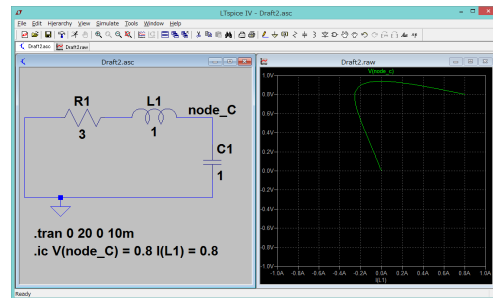 LTspice IV - Draft2.asc
File Edit Hierarchy View Simulate Tools Window Help
Draft2.asc Draft2.raw
Draft2.asc
R1
3
L1
1
node_C
C1
1
.tran 0 20 0 10m
.ic V(node_C) = 0.8 I(L1) = 0.8
Draft2.raw
V(node_c)
1.0V
0.8V
0.6V
0.4V
0.2V
0.0V
-0.2V
-0.4V
-0.6V
-0.8V
-1.0V
-1.0A -0.8A -0.6A -0.4A -0.2A 0.0A 0.2A 0.4A 0.6A 0.8A 1.0A
I(L1)
Ready